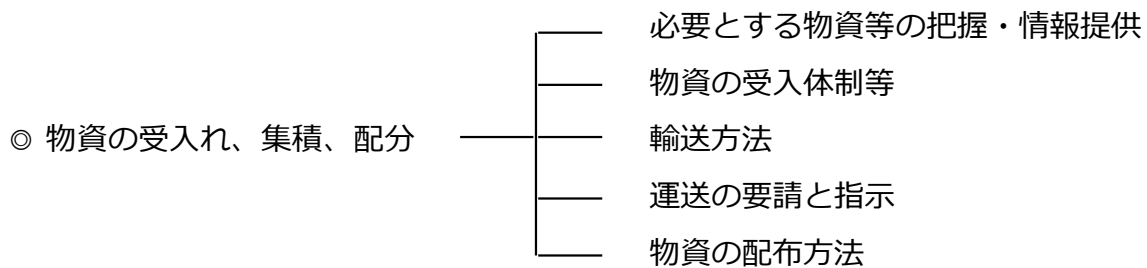 必要とする物資等の把握・情報提供
物資の受入体制等
◎ 物資の受入れ、集積、配分
輸送方法
運送の要請と指示
物資の配布方法